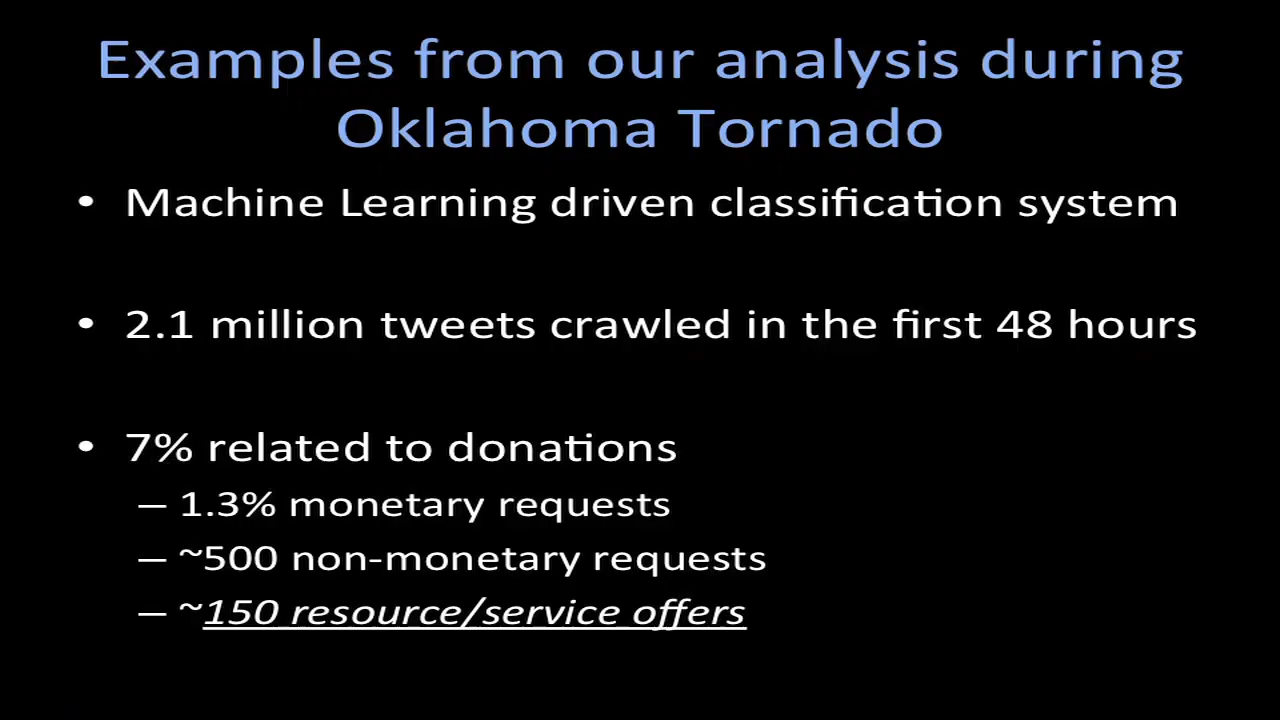 Examples from our analysis during
Oklahoma Tornado
• Machine Learning driven classification system
• 2.1 million tweets crawled in the first 48 hours
• 7% related to donations
– 1.3% monetary requests
– ~500 non-monetary requests
– ~150 resource/service offers